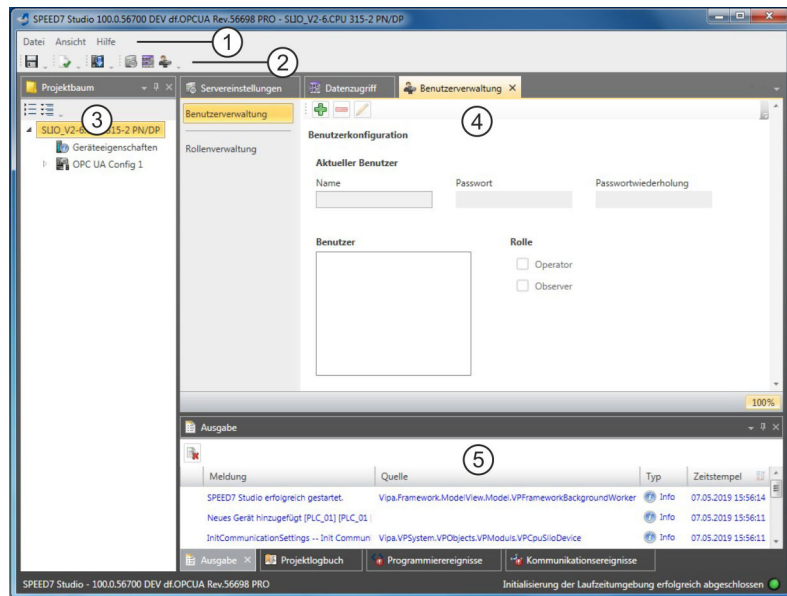 SPEED7 Studio 100.0.56700 DEV df.OPCUA Rev.56698 PRO - SLIO_V2-6.CPU 315-2 PN/DP
Datei Ansicht Hilfe
1
2
Projektbaum
Servereinstellungen
Datenzugriff
Benutzerverwaltung
3
SLIO_V2-6. 315-2 PN/DP
Geräteeigenschaften
OPC UA Config 1
Benutzerverwaltung
Rollenverwaltung
4
Benutzerkonfiguration
Aktueller Benutzer
Name Passwort Passwortwiederholung
Benutzer Rolle
Operator
Observer
100%
Ausgabe
5
Meldung Quelle Typ Zeitstempel
SPEED7 Studio erfolgreich gestartet. Vipa.Framework.ModelView.Model.VPFrameworkBackgroundWorker Info 07.05.2019 15:56:14
Neues Gerät hinzugefügt [PLC_01] [PLC_01 Info 07.05.2019 15:56:11
InitCommunicationSettings -- Init Commun Vipa.VPSystem.VPObjects.VPModuls.VPCpuSlioDevice Info 07.05.2019 15:56:11
Ausgabe Projektlogbuch Programmierereignisse Kommunikationsereignisse
SPEED7 Studio - 100.0.56700 DEV df.OPCUA Rev.56698 PRO Initialisierung der Laufzeitumgebung erfolgreich abgeschlossen